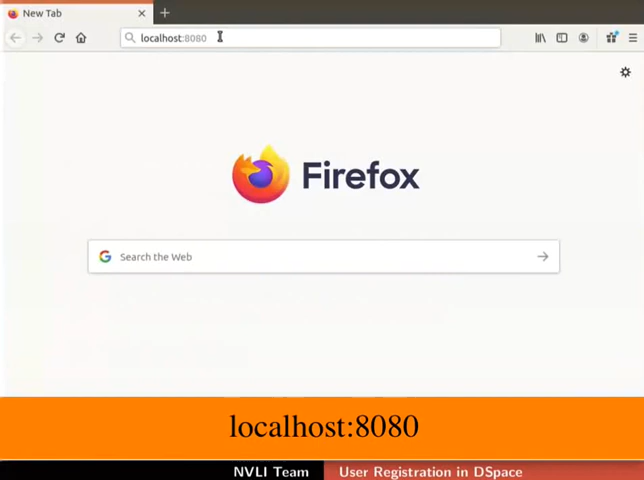 New Tab
localhost:8080
Firefox
Search the Web
localhost:8080
NVLI Team
User Registration in DSpace